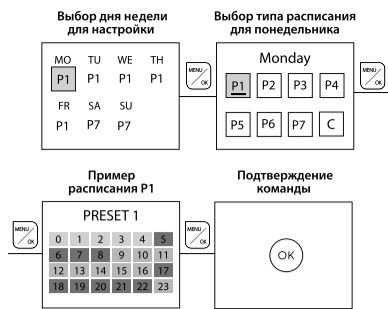 Выбор дня недели
для настройки
MO TU WE TH
P1 P1 P1 P1
FR SA SU
P1 P7 P7
MENU/OK
Выбор типа расписания
для понедельника
Monday
P1 P2 P3 P4
P5 P6 P7 C
MENU/OK
Пример
расписания P1
MENU/OK
PRESET 1
0 1 2 3 4 5
6 7 8 9 10 11
12 13 14 15 16 17
18 19 20 21 22 23
MENU/OK
Подтверждение
команды
OK